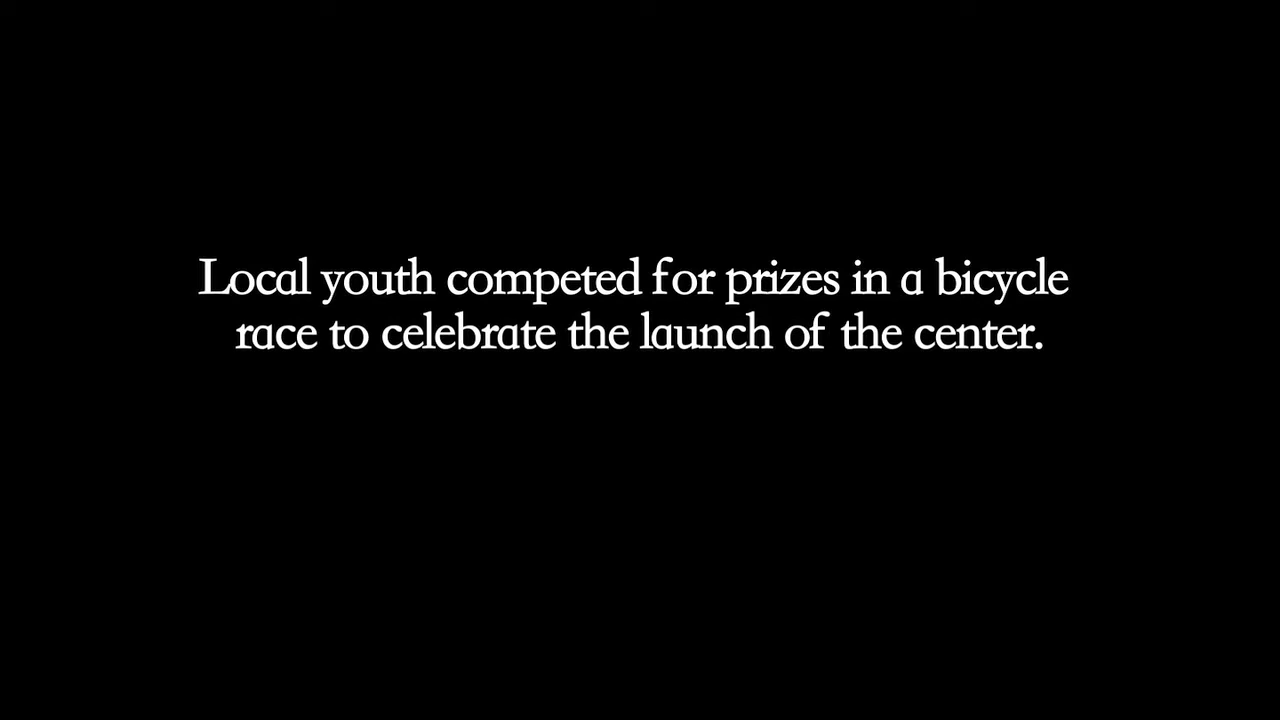 Local youth competed for prizes in a bicycle
race to celebrate the launch of the center.